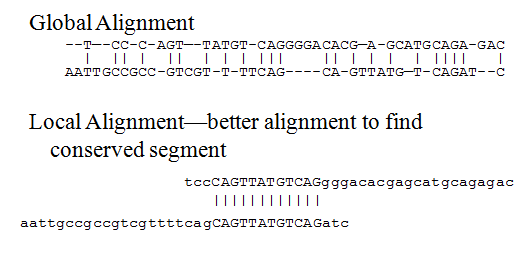 Global Alignment
--T—-CC-C-AGT—-TATGT-CAGGGGACACG—A-GCATGCAGA-GAC
| || | || | | | ||| || | | | | |||| |
AATTGCCGCC-GTCGT-T-TTCAG----CA-GTTATG—T-CAGAT--C
Local Alignment—better alignment to find
conserved segment
tccCAGTTATGTCAGgggacacgagcatgcagagac
||||||||||||
aattgccgccgtcgttttcagCAGTTATGTCAGatc